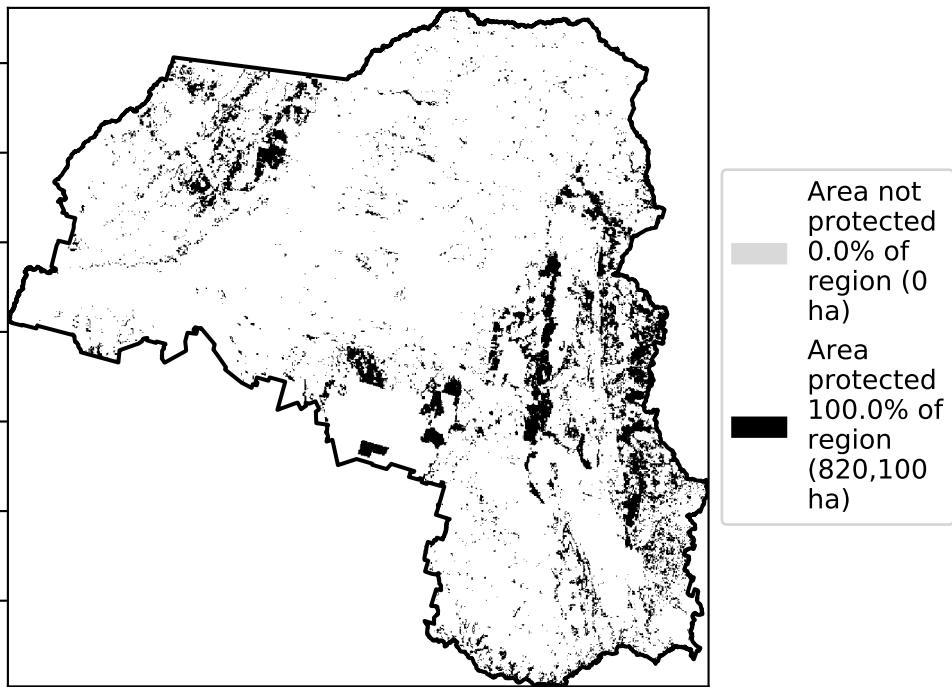 Area not
protected
0.0% of
region (0
ha)
Area
protected
100.0% of
region
(820,100
ha)